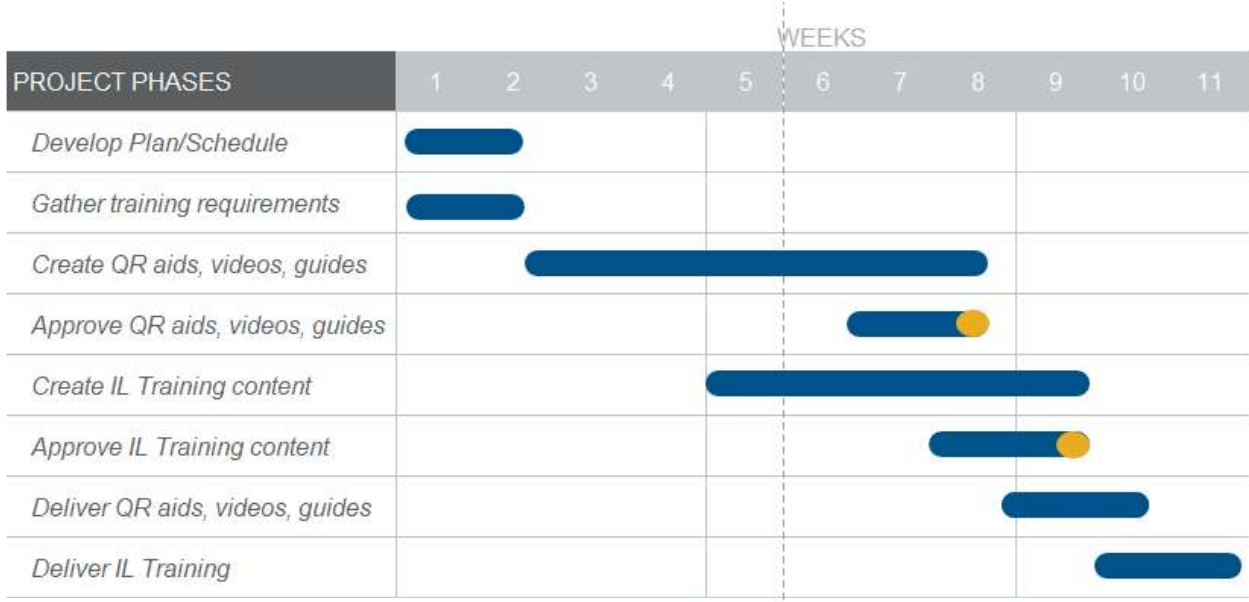 WEEKS
PROJECT PHASES 1 2 3 4 5 6 7 8 9 10 11
Develop Plan/Schedule
Gather training requirements
Create QR aids, videos, guides
Approve QR aids, videos, guides
Create IL Training content
Approve IL Training content
Deliver QR aids, videos, guides
Deliver IL Training